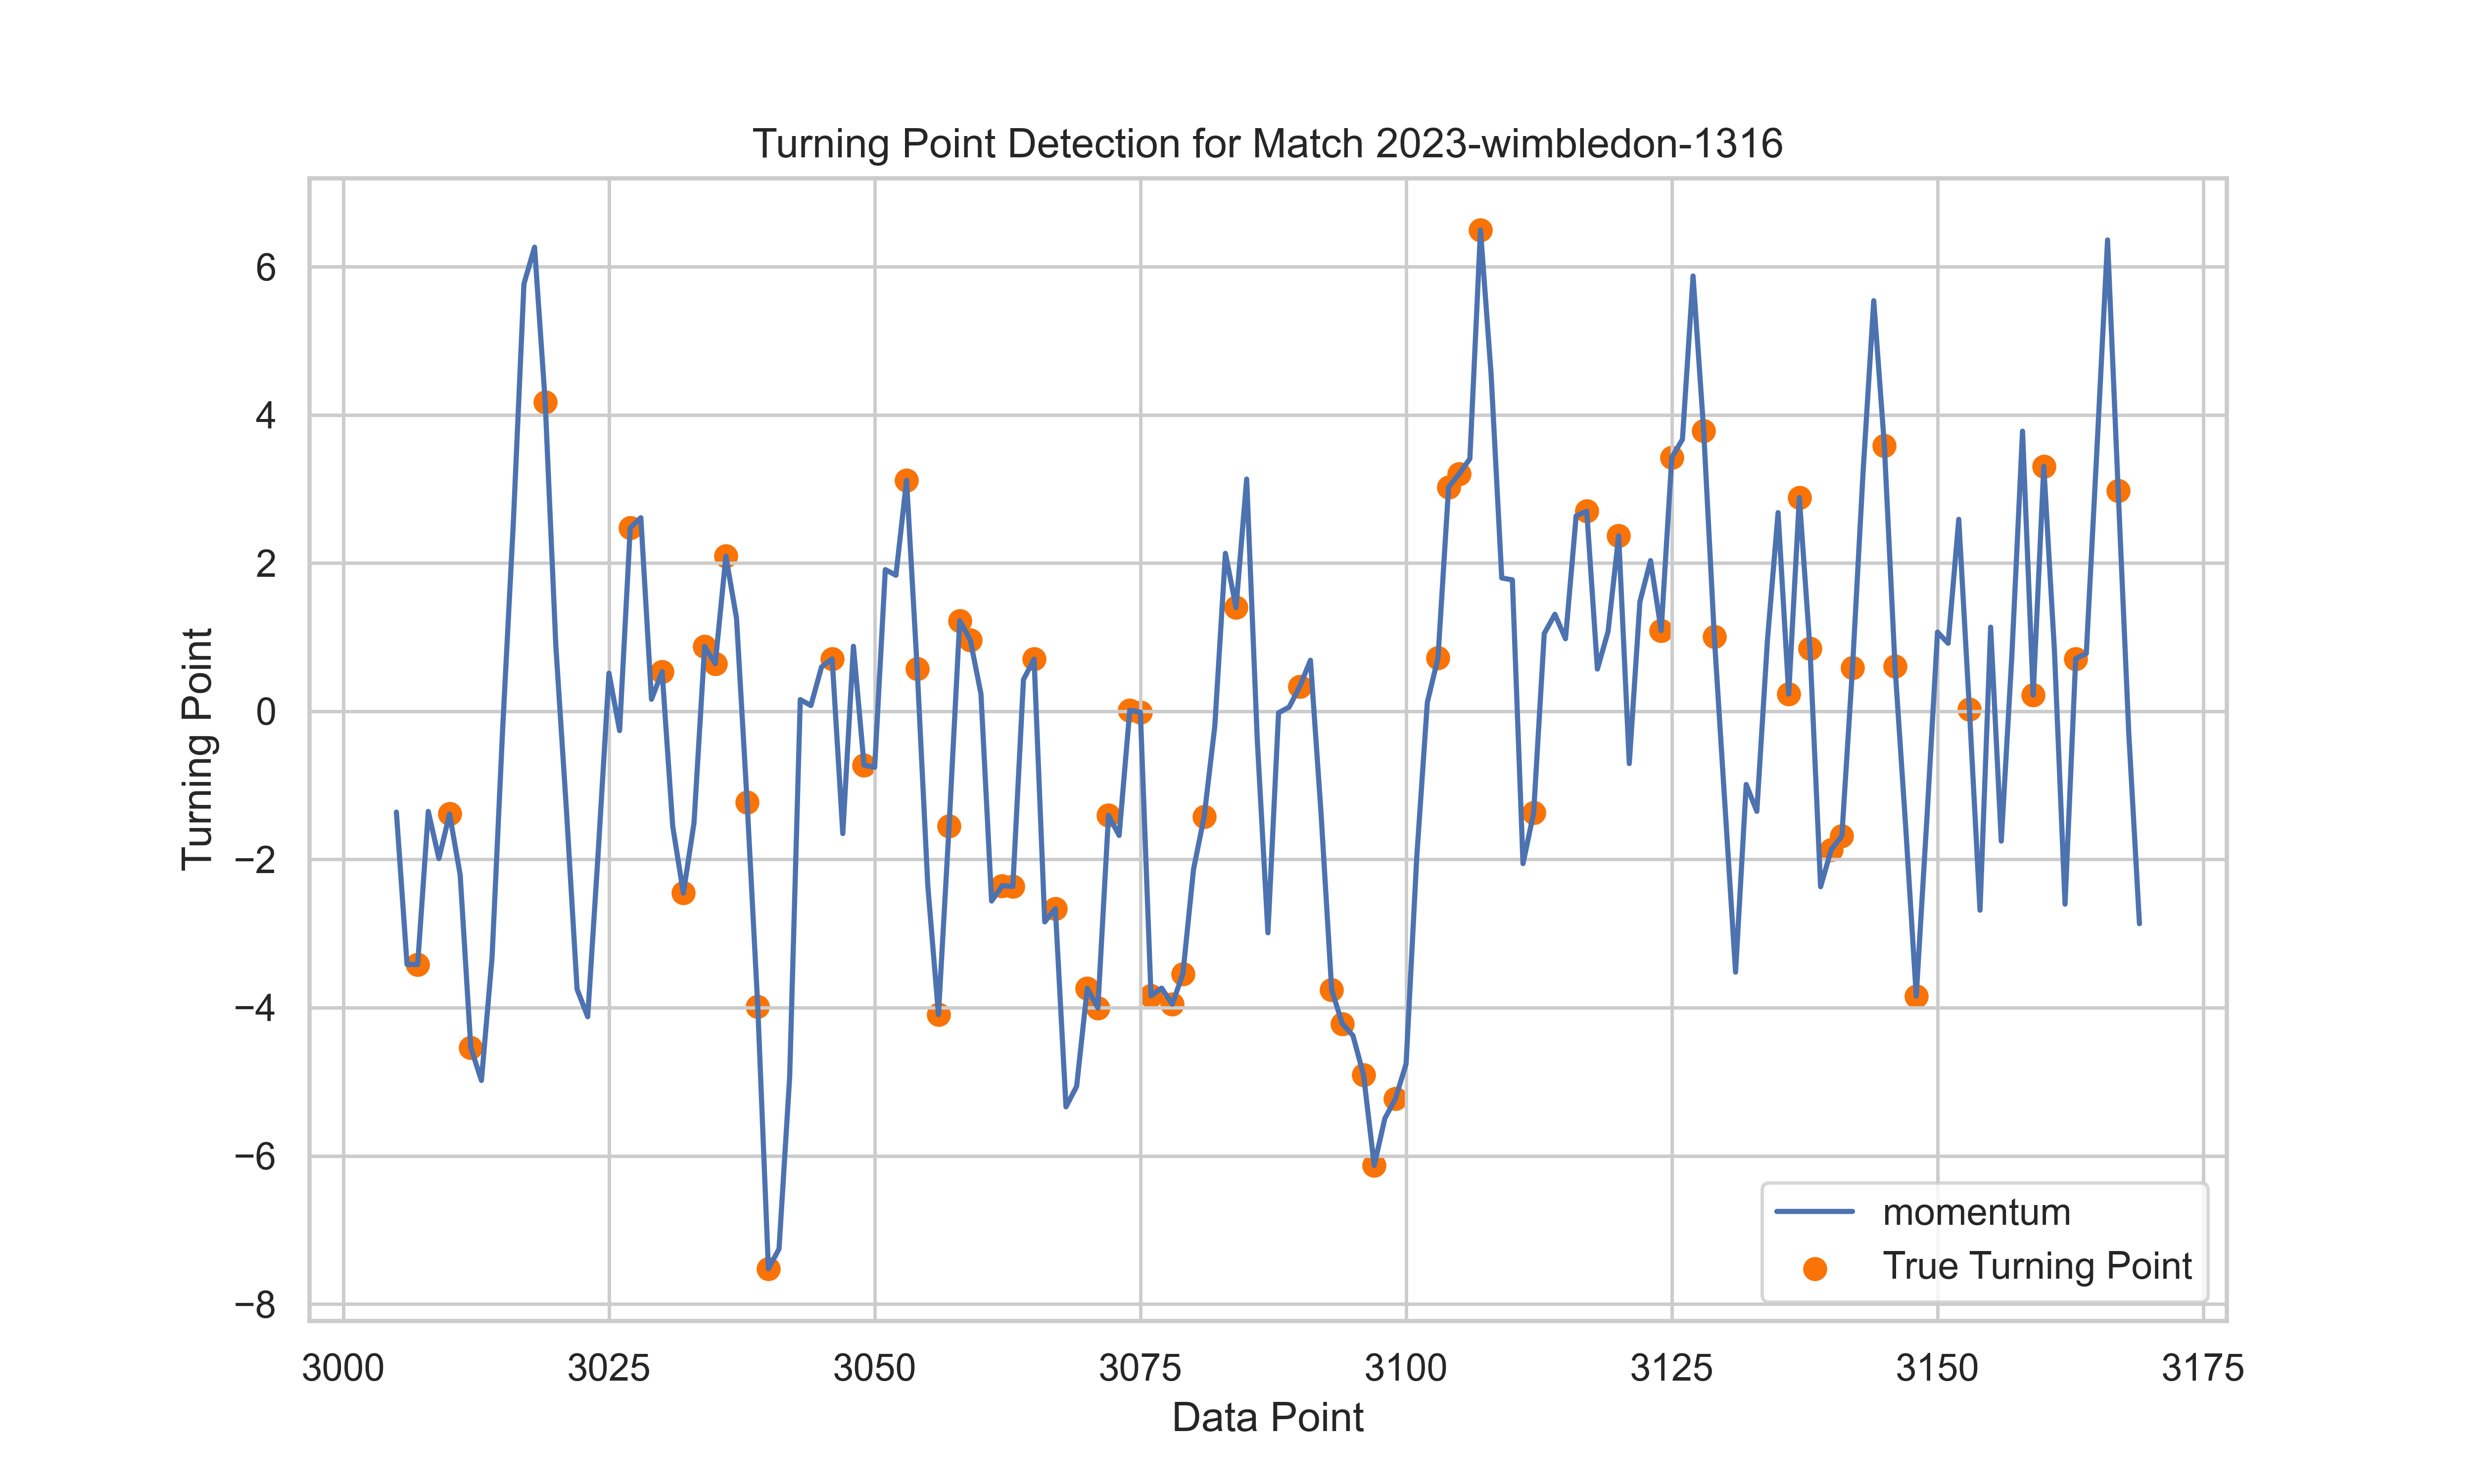 Turning Point Detection for Match 2023-wimbledon-1316
Turning Point
6
4
2
0
−2
−4
−6
−8
momentum
True Turning Point
3000 3025 3050 3075 3100 3125 3150 3175
Data Point